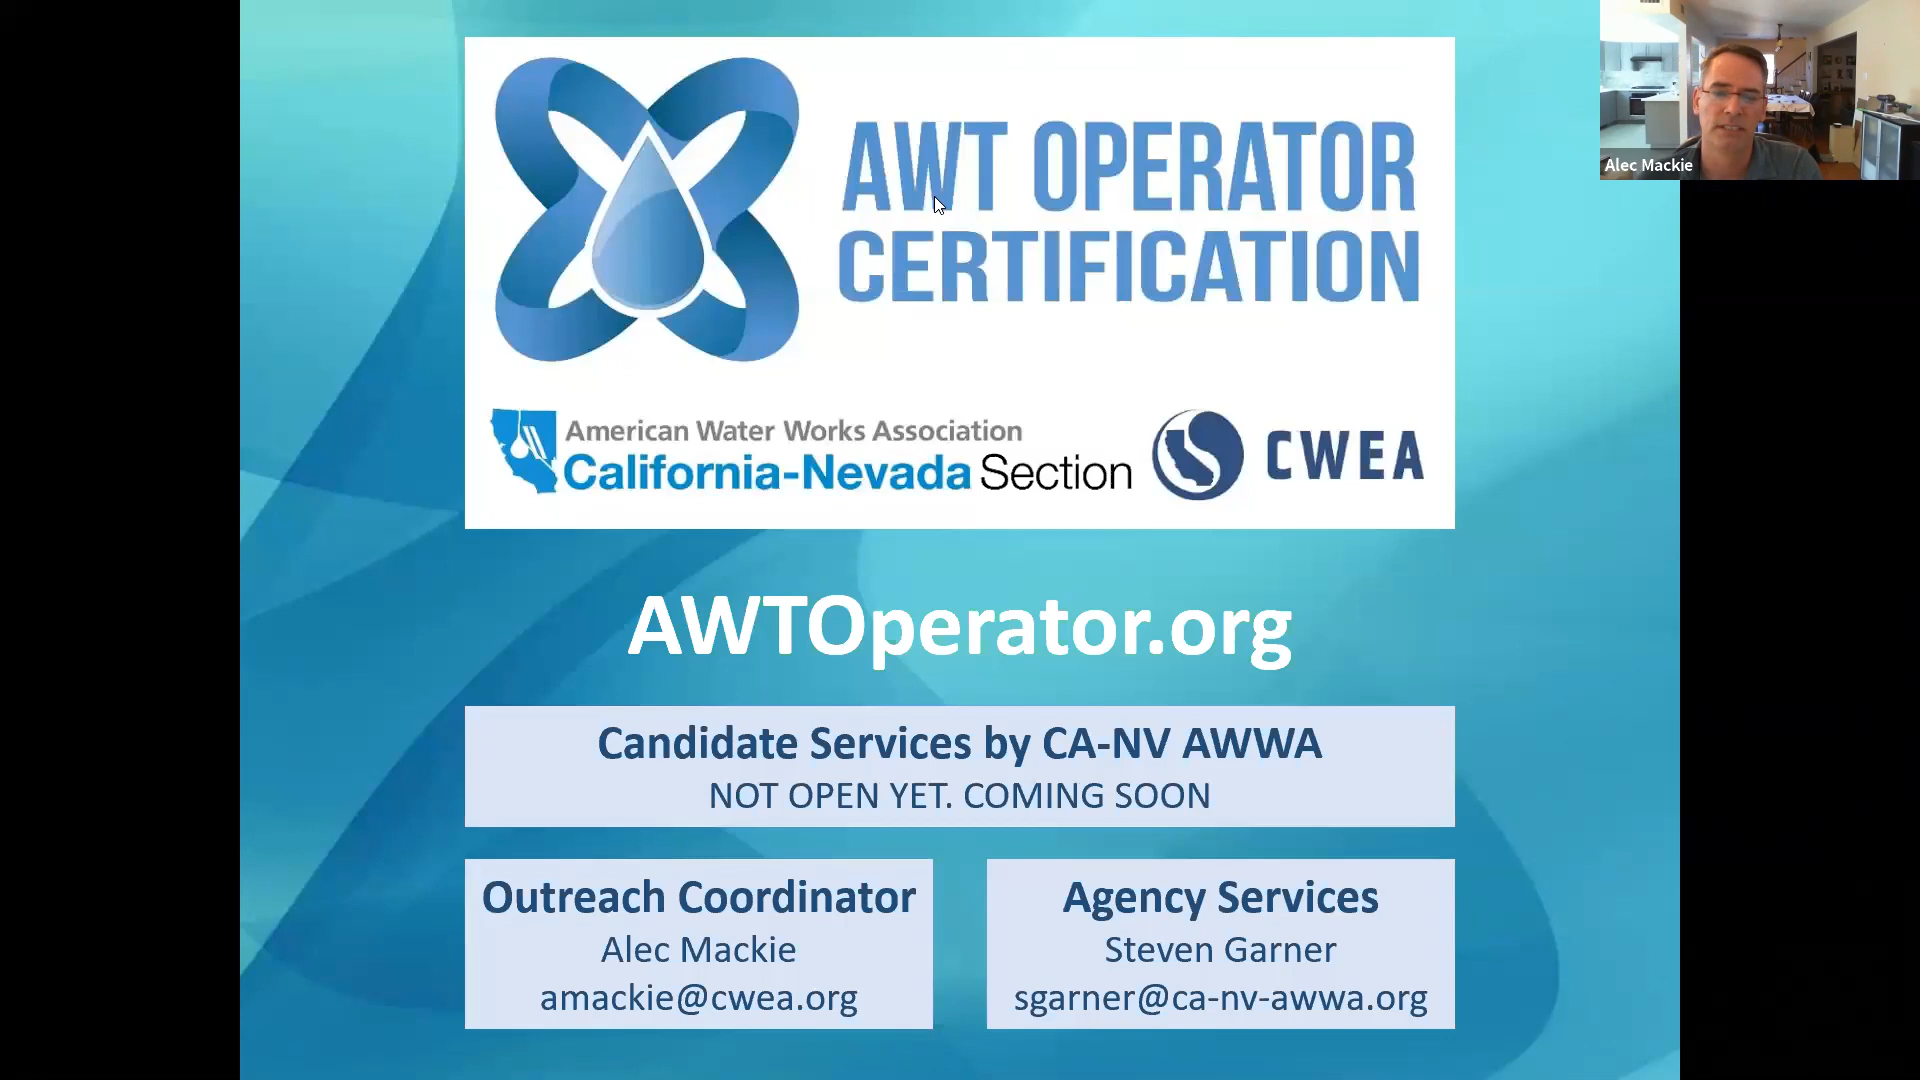 AWT OPERATOR
CERTIFICATION
American Water Works Association
California-Nevada Section
CWEA
AWTOperator.org
Candidate Services by CA-NV AWWA
NOT OPEN YET. COMING SOON
Outreach Coordinator
Alec Mackie
amackie@cwea.org
Agency Services
Steven Garner
sgarner@ca-nv-awwa.org
Alec Mackie